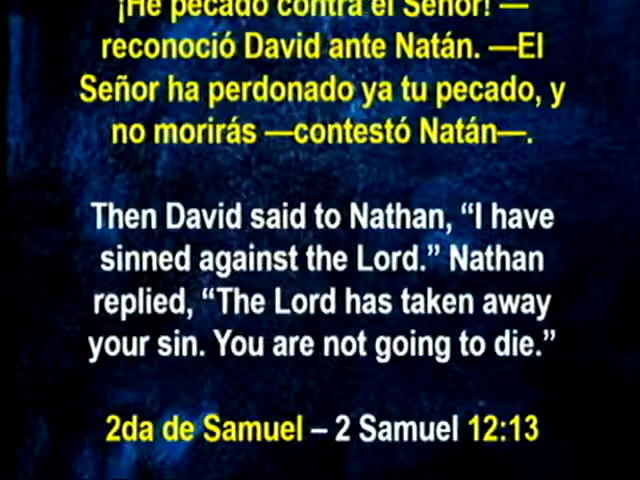 ¡He pecado contra el Señor! —
reconoció David ante Natán. —El
Señor ha perdonado ya tu pecado, y
no morirás —contestó Natán—.
Then David said to Nathan, “I have
sinned against the Lord.” Nathan
replied, “The Lord has taken away
your sin. You are not going to die.”
2da de Samuel – 2 Samuel 12:13